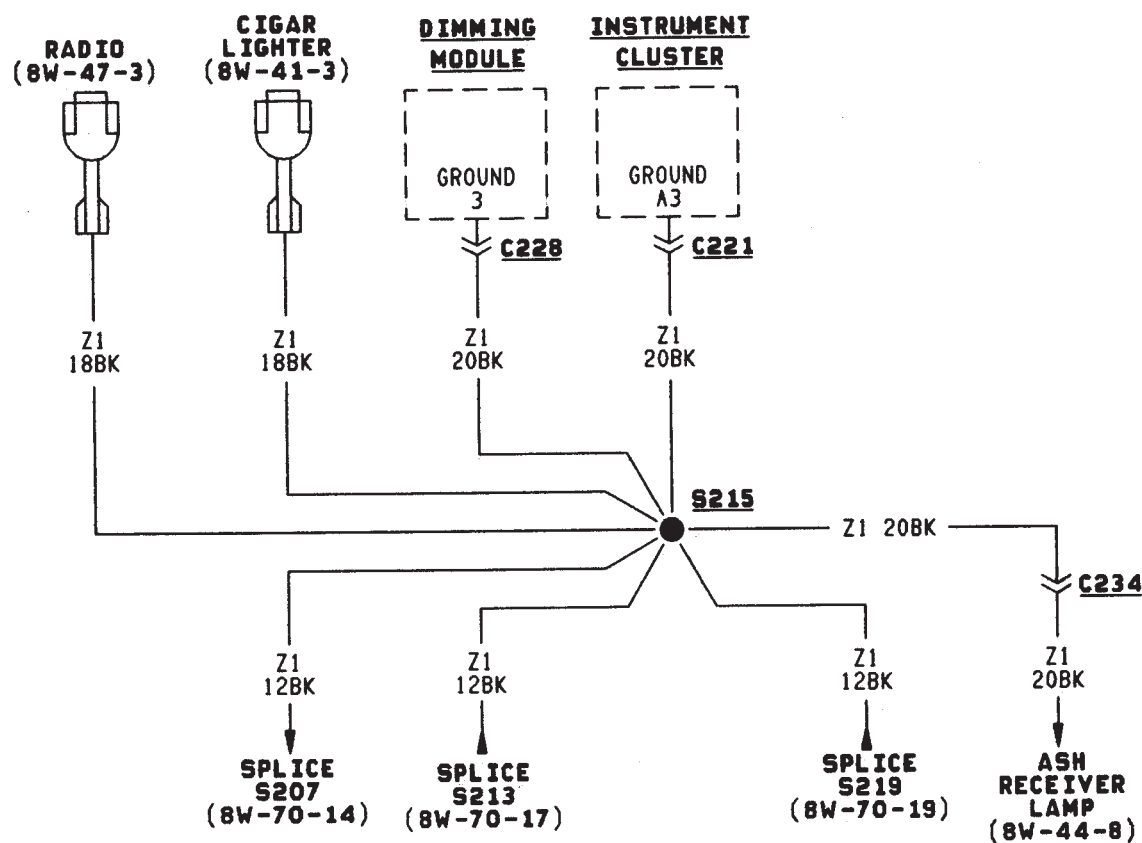 RADIO
(8W-47-3)
CIGAR
LIGHTER
(8W-41-3)
DIMMING
MODULE
INSTRUMENT
CLUSTER
GROUND
3
GROUND
A3
C228
C221
Z1
18BK
Z1
18BK
Z1
20BK
Z1
20BK
S215
Z1 20BK
C234
Z1
12BK
Z1
12BK
Z1
12BK
Z1
20BK
SPLICE
S207
(8W-70-14)
SPLICE
S213
(8W-70-17)
SPLICE
S219
(8W-70-19)
ASH
RECEIVER
LAMP
(8W-44-8)